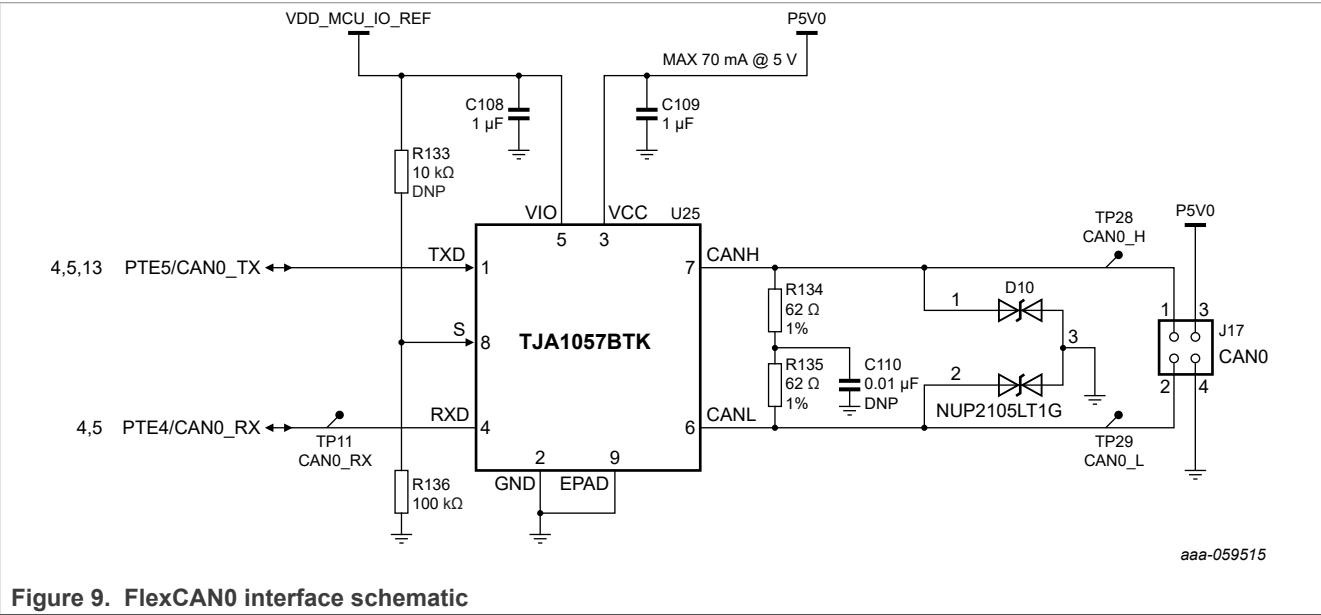 VDD_MCU_IO_REF
P5V0
MAX 70 mA @ 5 V
C108
1 µF
C109
1 µF
R133
10 kΩ
DNP
VIO
VCC
U25
5
3
TP28
CAN0_H
P5V0
4,5,13 PTE5/CAN0_TX
TXD
1
7
CANH
R134
62 Ω
1%
1
D10
3
1
3
J17
CAN0
2
4
S
8
TJA1057BTK
R135
62 Ω
1%
C110
0.01 µF
DNP
2
NUP2105LT1G
4,5 PTE4/CAN0_RX
TP11
CAN0_RX
RXD
4
6
CANL
TP29
CAN0_L
2
9
GND
EPAD
R136
100 kΩ
aaa-059515
Figure 9. FlexCAN0 interface schematic